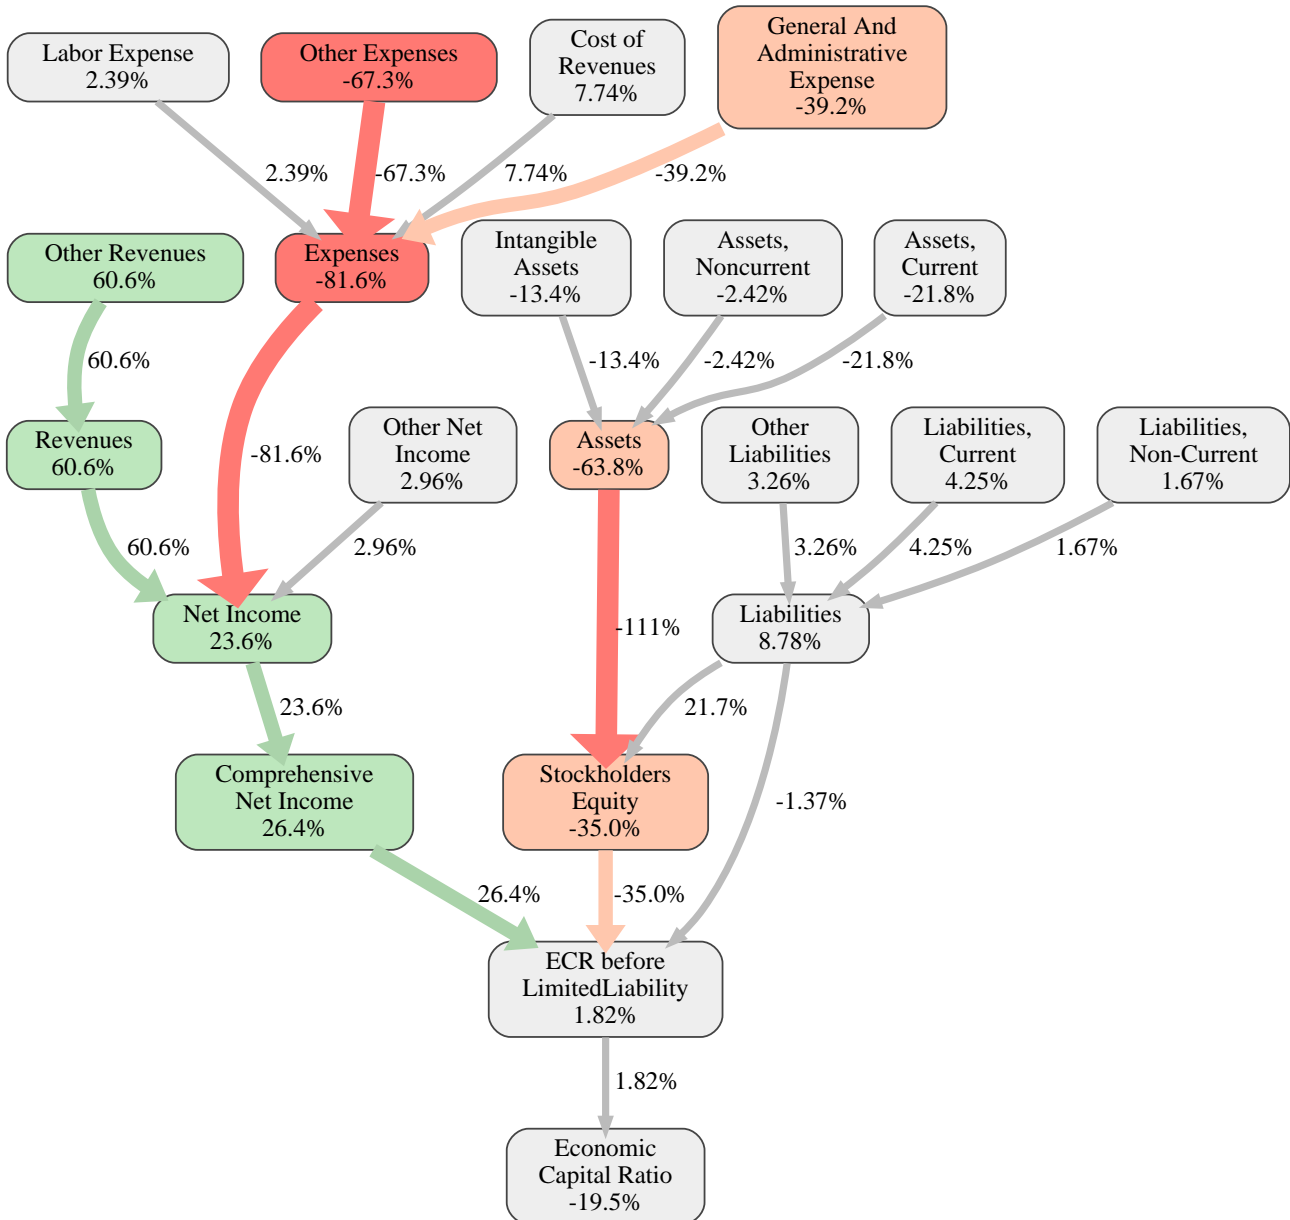 Labor Expense
2.39%
Other Expenses
-67.3%
Cost of
Revenues
7.74%
General And
Administrative
Expense
-39.2%
2.39%
-67.3%
7.74%
-39.2%
Other Revenues
60.6%
Expenses
-81.6%
Intangible
Assets
-13.4%
Assets,
Noncurrent
-2.42%
Assets,
Current
-21.8%
60.6%
-13.4%
-2.42%
-21.8%
Revenues
60.6%
-81.6%
Other Net
Income
2.96%
Assets
-63.8%
Other
Liabilities
3.26%
Liabilities,
Current
4.25%
Liabilities,
Non-Current
1.67%
60.6%
2.96%
3.26%
4.25%
1.67%
Net Income
23.6%
-111%
Liabilities
8.78%
23.6%
21.7%
Comprehensive
Net Income
26.4%
Stockholders
Equity
-35.0%
-1.37%
26.4%
-35.0%
ECR before
LimitedLiability
1.82%
1.82%
Economic
Capital Ratio
-19.5%